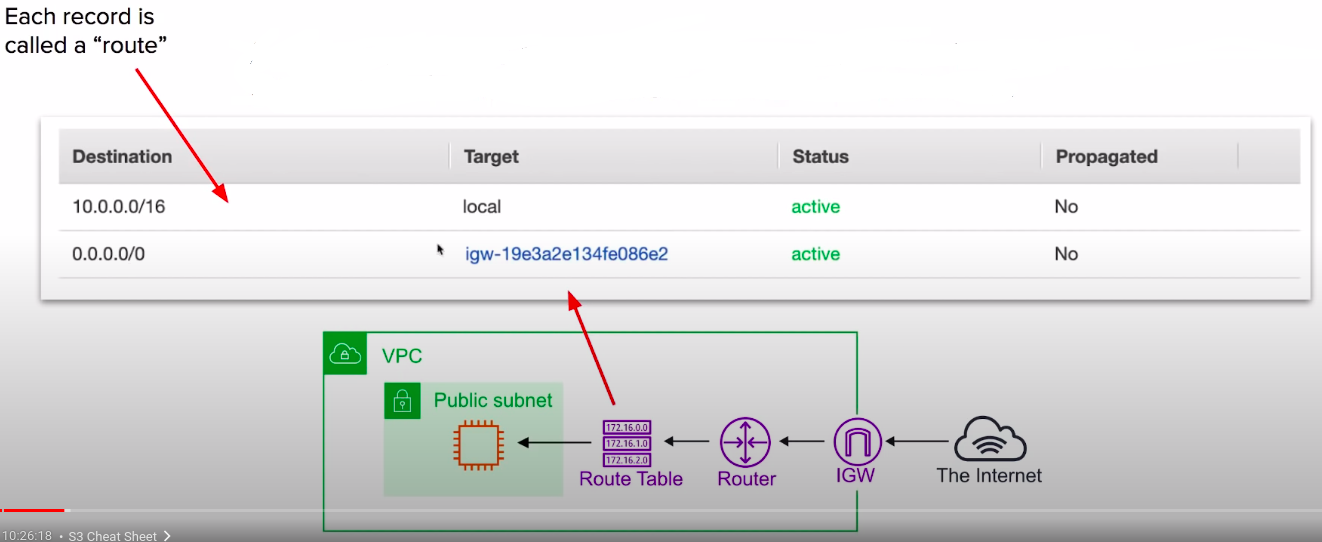 Each record is
called a “route”
Destination Target Status Propagated
10.0.0.0/16 local active No
0.0.0.0/0 igw-19e3a2e134fe086e2 active No
VPC
Public subnet
172.16.0.0
172.16.1.0
172.16.2.0
Route Table
Router
IGW
The Internet
10:26:18 • S3 Cheat Sheet